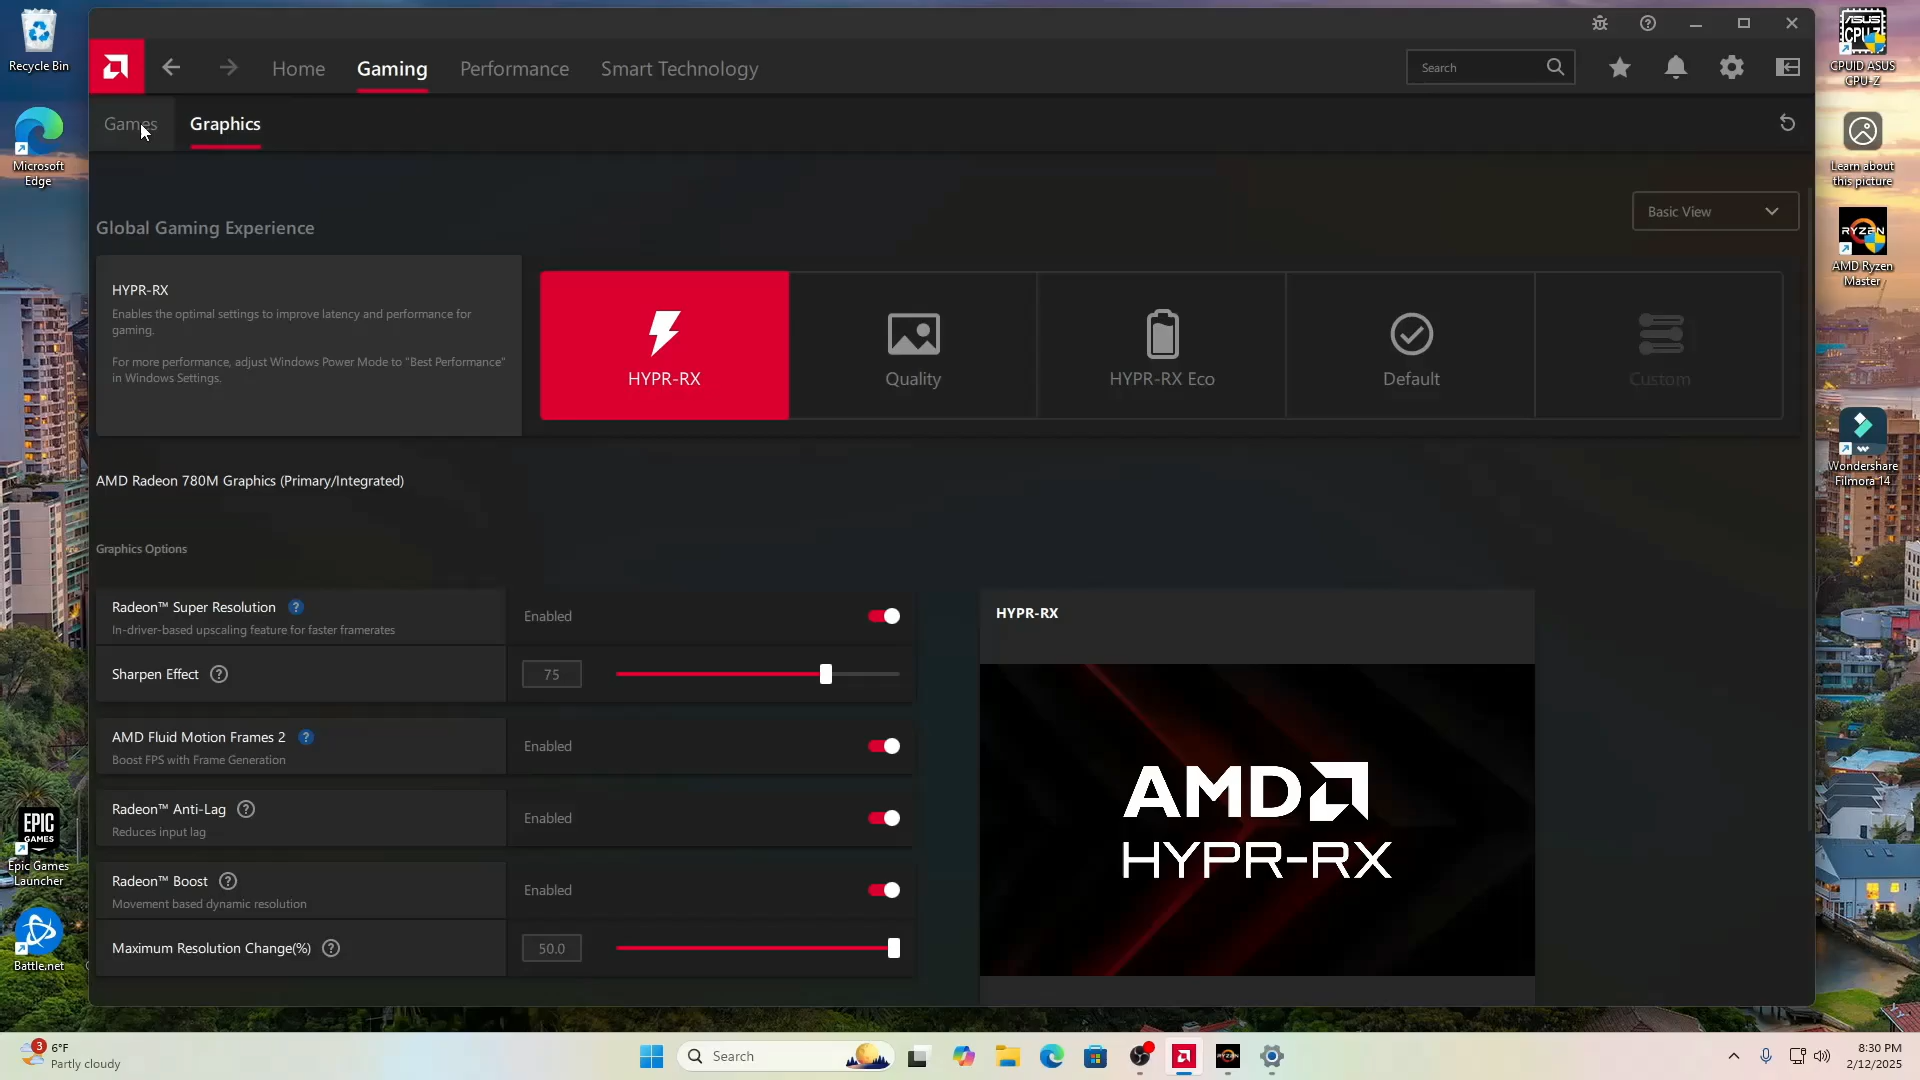 Recycle Bin
Microsoft
Edge
EPIC
GAMES
Epic Games
Launcher
Battle.net
Home
Gaming
Performance
Smart Technology
Search
Games
Graphics
Basic View
Global Gaming Experience
HYPR-RX
Enables the optimal settings to improve latency and performance for
gaming.
For more performance, adjust Windows Power Mode to "Best Performance"
in Windows Settings.
HYPR-RX
Quality
HYPR-RX Eco
Default
Custom
AMD Radeon 780M Graphics (Primary/Integrated)
Graphics Options
Radeon™ Super Resolution ?
In-driver-based upscaling feature for faster framerates
Enabled
Sharpen Effect ?
75
AMD Fluid Motion Frames 2 ?
Boost FPS with Frame Generation
Enabled
Radeon™ Anti-Lag ?
Reduces input lag
Enabled
Radeon™ Boost ?
Movement based dynamic resolution
Enabled
Maximum Resolution Change(%) ?
50.0
HYPR-RX
AMD
HYPR-RX
ASUS
CPU-Z
CPUID ASUS
CPU-Z
Learn about
this picture
RYZEN
AMD Ryzen
Master
Wondershare
Filmora 14
3
6°F
Partly cloudy
Search
RYZEN
8:30 PM
2/12/2025